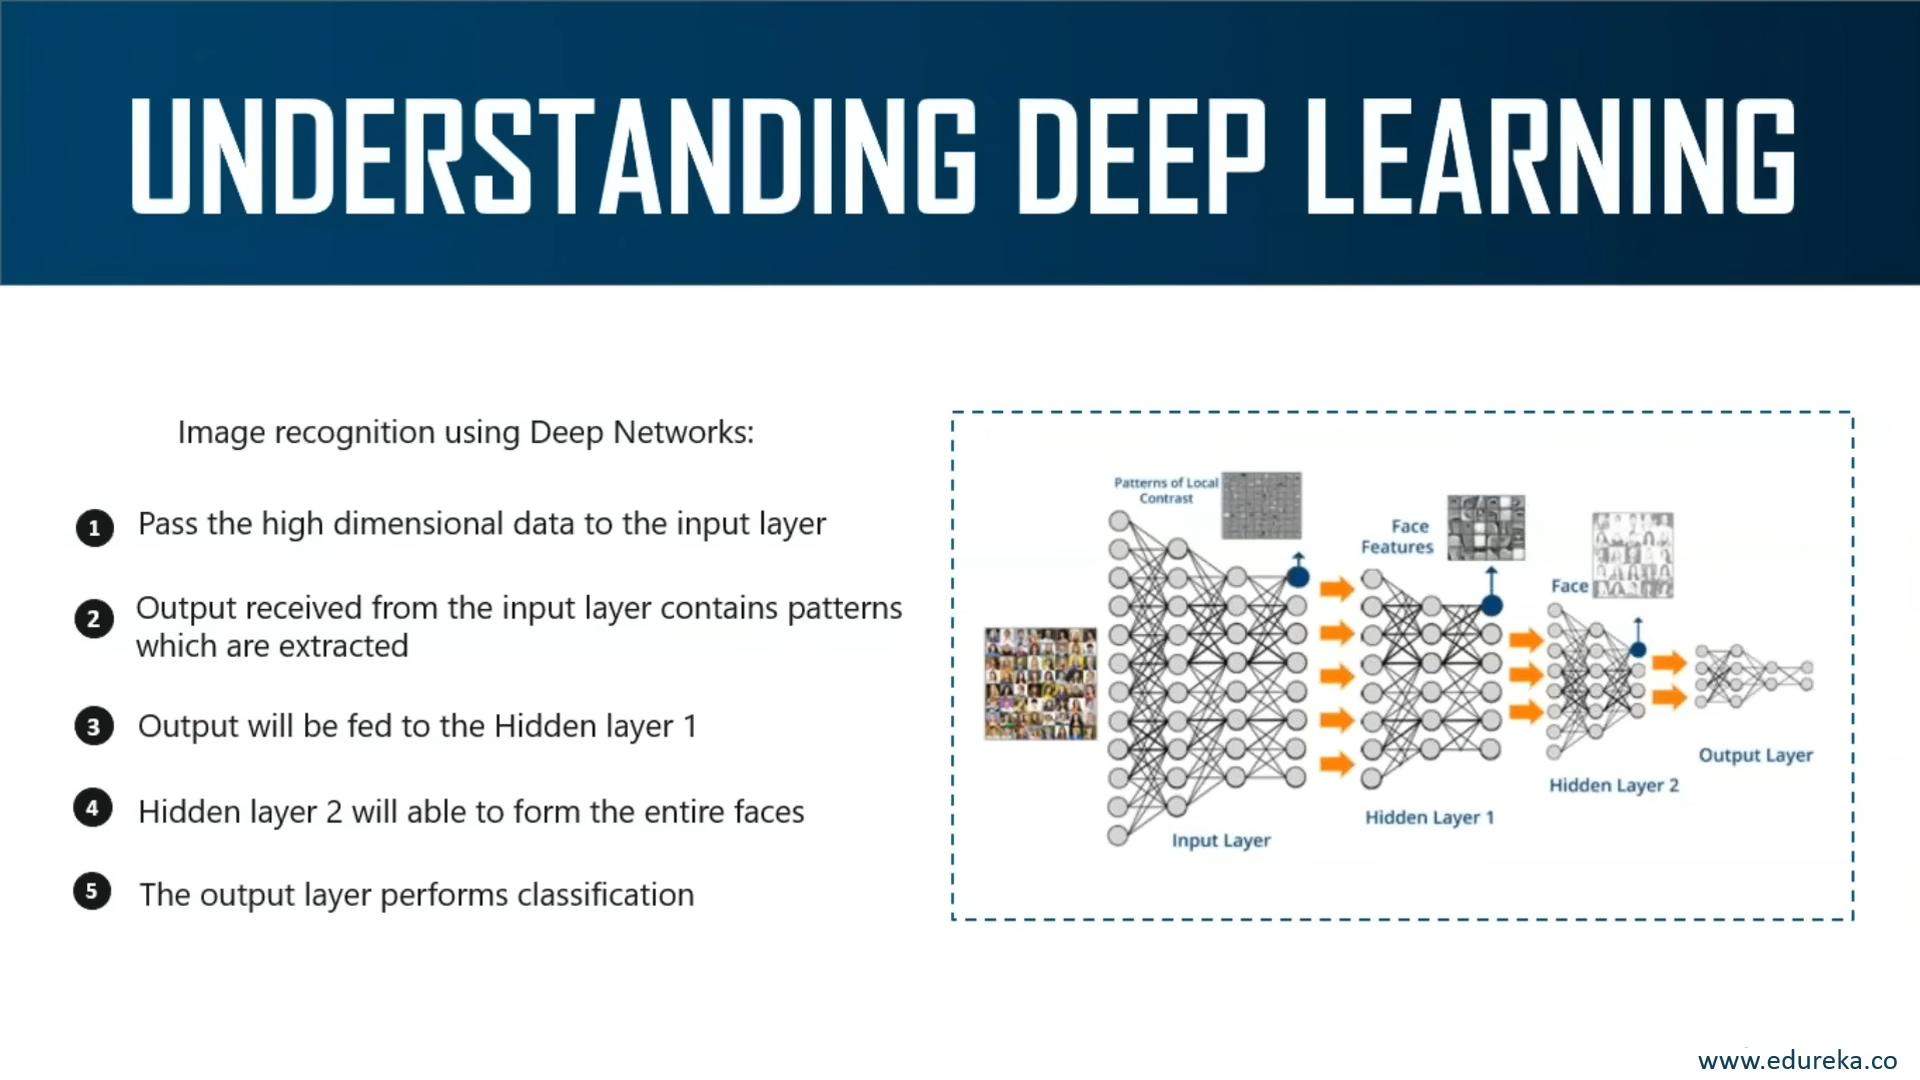 UNDERSTANDING DEEP LEARNING
Image recognition using Deep Networks:
1 Pass the high dimensional data to the input layer
2 Output received from the input layer contains patterns
which are extracted
3 Output will be fed to the Hidden layer 1
4 Hidden layer 2 will able to form the entire faces
5 The output layer performs classification
Patterns of Local
Contrast
Face
Features
Face
Input Layer
Hidden Layer 1
Hidden Layer 2
Output Layer
www.edureka.co